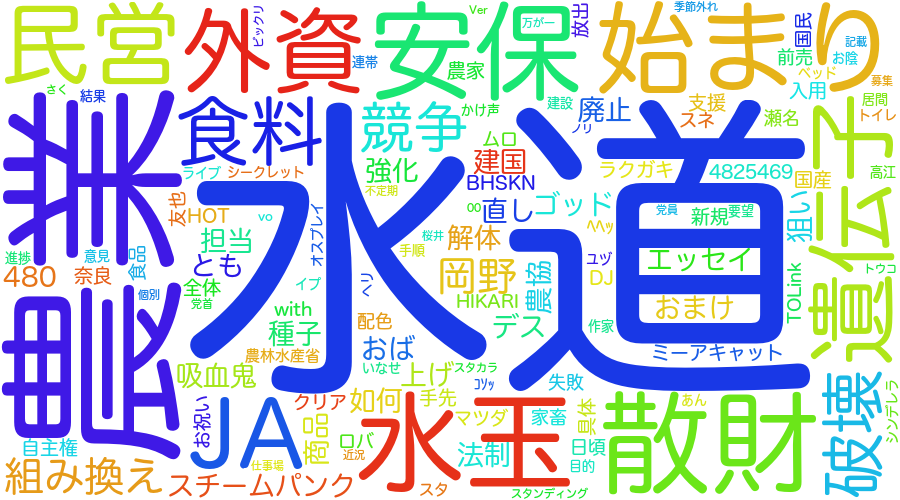 民営
外資
安保
始まり
ビックリ
連帯
農家
Ver
万が一
放出
季節外れ
国民
前売
ベッド
入用
お陰
記載
募集
居間
トイレ
さく
結果
食料
競争
かけ声
建設
廃止
支援
スネ
瀬名
ムロ
ノリ
農業
水道
遺伝子
ライブ
シークレット
強化
不定期
建国
BHSKN
ラクガキ
4825469
国産
高江
友也
HOT
vo
オスプレイ
担当
とも
手順
桜井
oo
直し
ゴッド
ヘヘッ
党員
新規
要望
狙い
解体
岡野
ユヅ
エッセイ
進捗
意見
食品
480
奈良
個別
全体
党首
イブ
ヘリ
HIKARI
農協
DJ
おまけ
TOLink
トウコ
with
種子
配色
デス
作家
農林水産省
おば
ミーアキャット
吸血鬼
いなせ
上げ
スタカラ
コソッ
失敗
破壊
お祝い
JA
クリア
如何
手先
水玉
マツダ
家畜
具体
散財
あん
シンデレラ
自主権
商品
ロバ
近況
法制
日頃
目的
組み換え
仕事場
スチームパンク
スタ
スタンディング